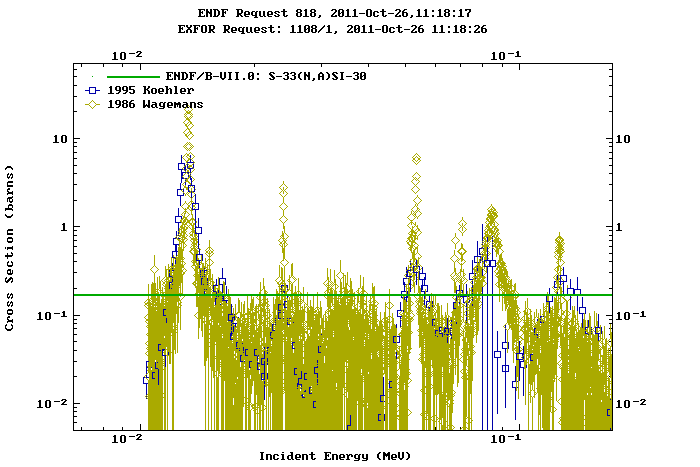 ENDF Request 818, 2011-Oct-26,11:18:17
EXFOR Request: 1108/1, 2011-Oct-26 11:18:26
10⁻² 10⁻¹
ENDF/B-VII.0: S-33(N,A)SI-30
1995 Koehler
1986 Wagemans
10 10
1 1
10⁻¹ 10⁻¹
10⁻² 10⁻²
Cross Section (barns)
10⁻² 10⁻¹
Incident Energy (MeV)